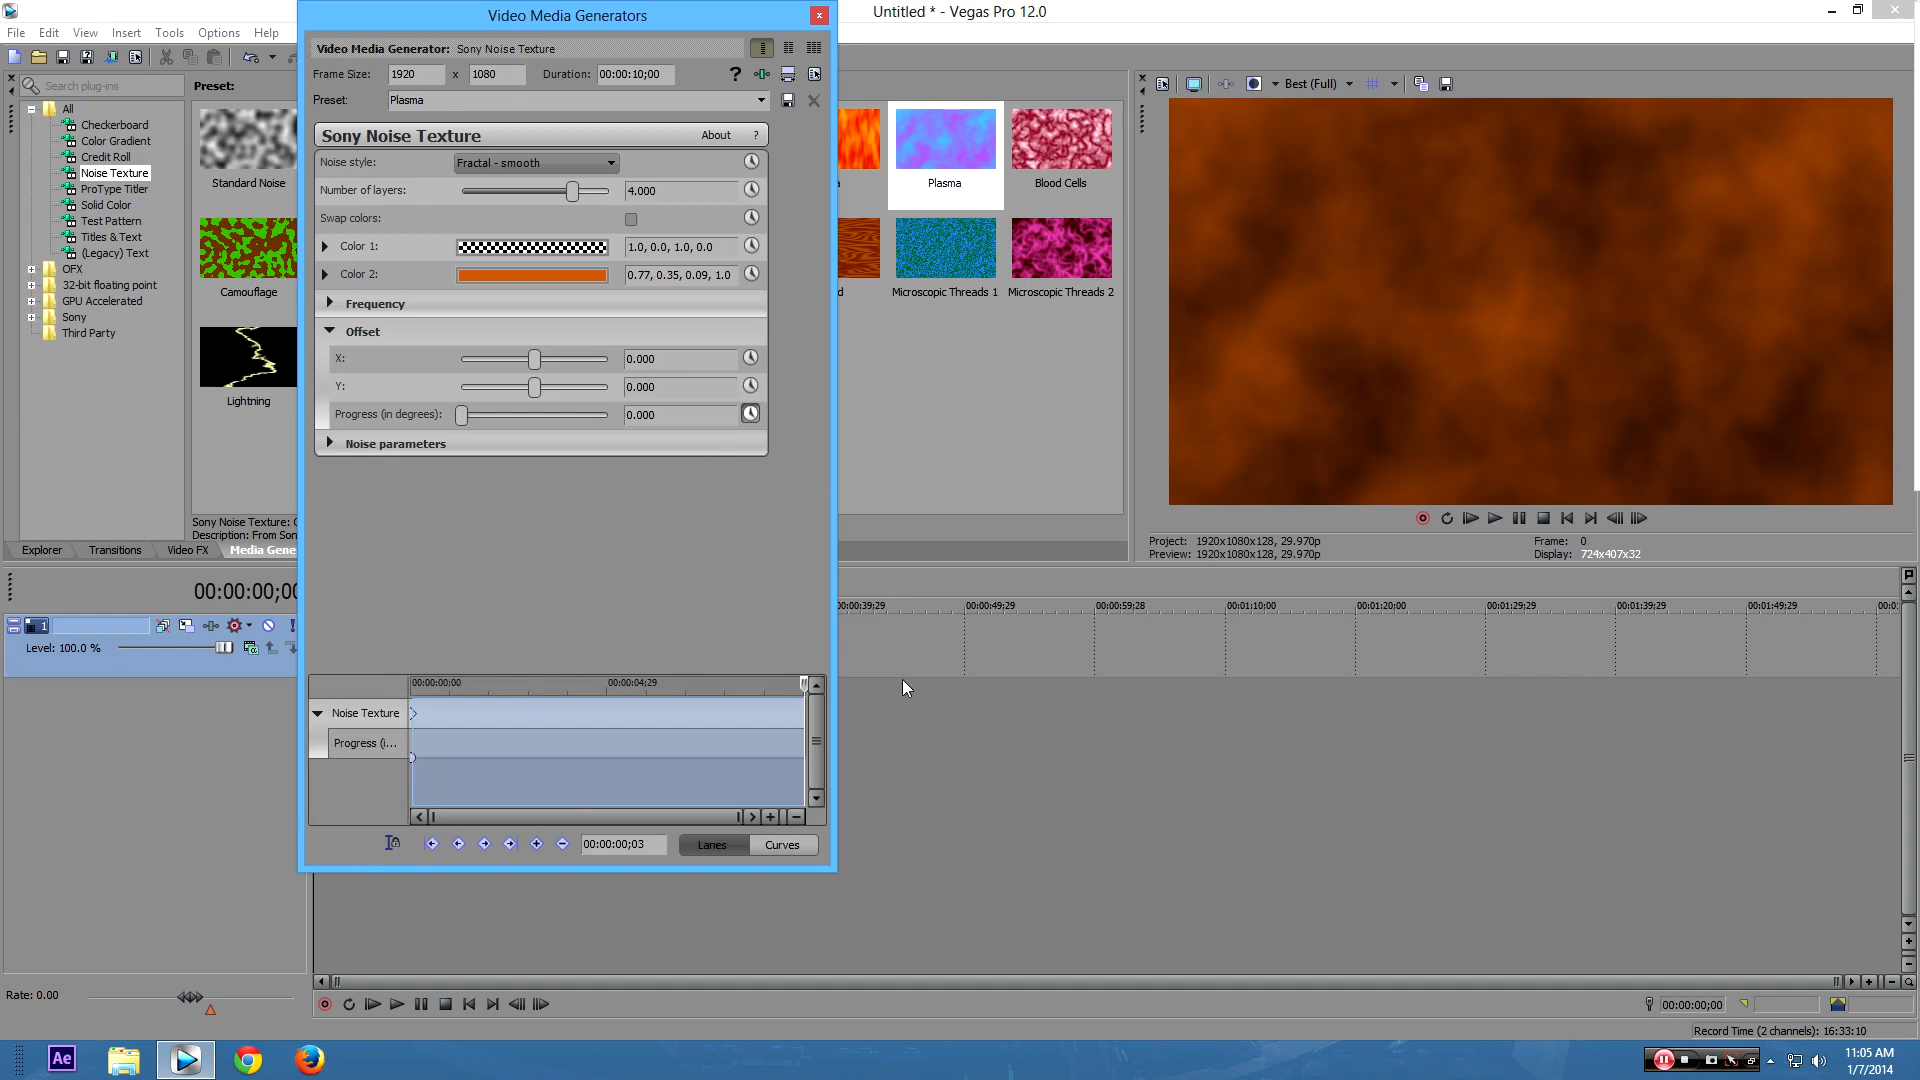 Video Media Generators
Untitled * - Vegas Pro 12.0
File Edit View Insert Tools Options Help
Video Media Generator: Sony Noise Texture
Frame Size: 1920 x 1080 Duration: 00:00:10;00 ?
Preset: Plasma
Search plug-ins
Preset:
Best (Full)
All
Checkerboard
Color Gradient
Credit Roll
Noise Texture
ProType Titler
Solid Color
Test Pattern
Titles & Text
(Legacy) Text
OFX
32-bit floating point
GPU Accelerated
Sony
Third Party
Standard Noise
Camouflage
Lightning
Sony Noise Texture
About ?
Noise style: Fractal - smooth
Number of layers: 4.000
Swap colors:
Color 1: 1.0, 0.0, 1.0, 0.0
Color 2: 0.77, 0.35, 0.09, 1.0
Frequency
Offset
X: 0.000
Y: 0.000
Progress (in degrees): 0.000
Noise parameters
Plasma
Blood Cells
Microscopic Threads 1
Microscopic Threads 2
Sony Noise Texture:
Description: From Son
Explorer Transitions Video FX Media Gene
Project: 1920x1080x128, 29.970p
Preview: 1920x1080x128, 29.970p
Frame: 0
Display: 724x407x32
00:00:00;00
1
Level: 100.0 %
00:00:39;29 00:00:49;29 00:00:59;28 00:01:10;00 00:01:20;00 00:01:29;29 00:01:39;29 00:01:49;29 00:0
00:00:00;00 00:00:04;29
Noise Texture
Progress (i...
00:00:00;03
Lanes Curves
Rate: 0.00
00:00:00;00
Record Time (2 channels): 16:33:10
Ae
11:05 AM
1/7/2014